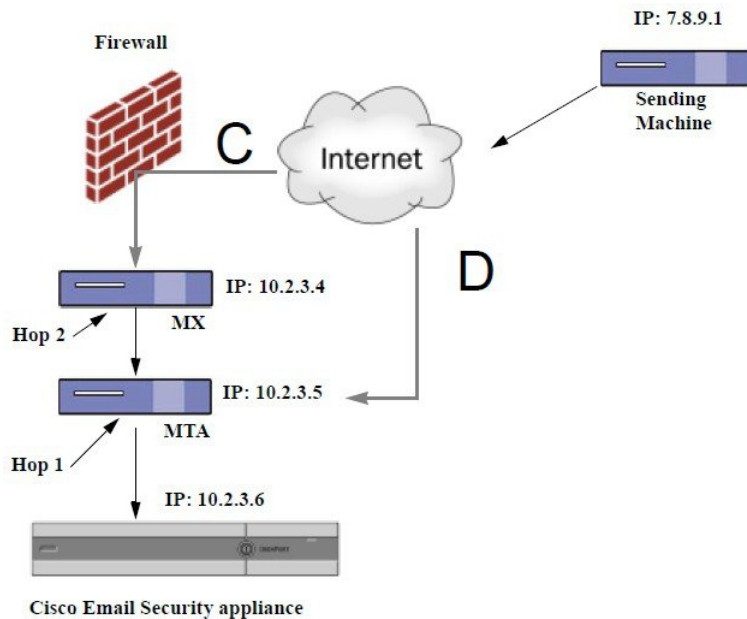 IP: 7.8.9.1
Firewall
Sending
Machine
C
Internet
D
IP: 10.2.3.4
MX
Hop 2
IP: 10.2.3.5
MTA
Hop 1
IP: 10.2.3.6
Cisco Email Security appliance